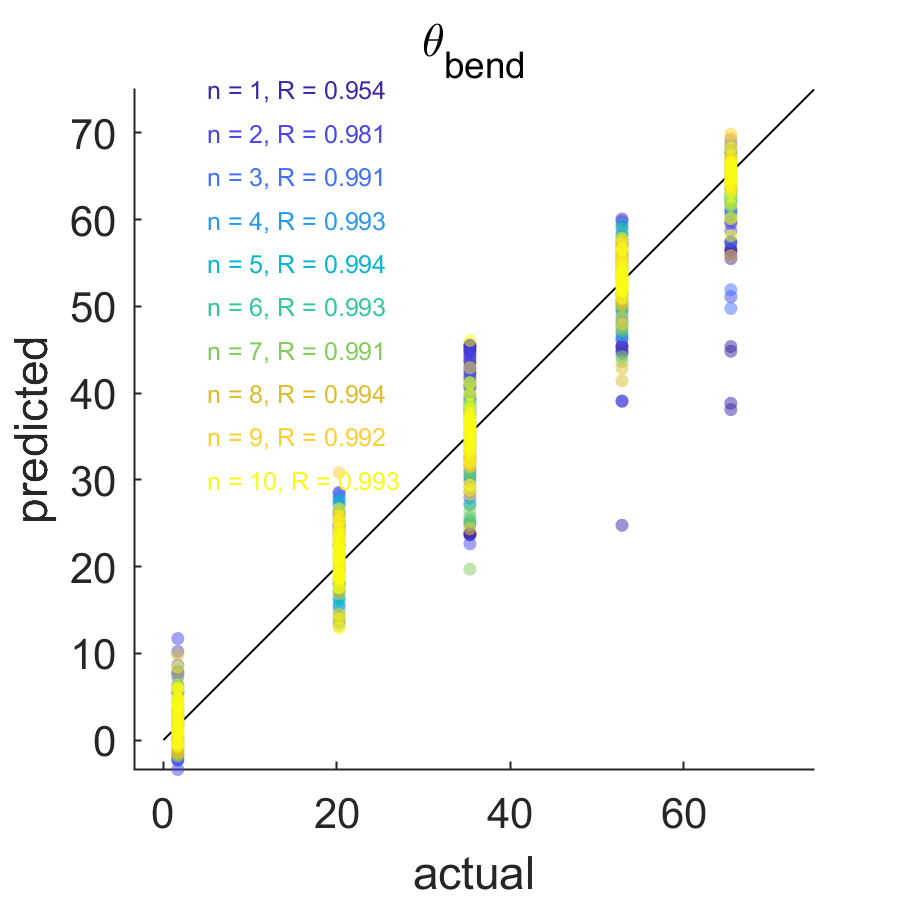 θbend
n = 1, R = 0.954
n = 2, R = 0.981
n = 3, R = 0.991
n = 4, R = 0.993
n = 5, R = 0.994
n = 6, R = 0.993
n = 7, R = 0.991
n = 8, R = 0.994
n = 9, R = 0.992
n = 10, R = 0.993
70
60
50
40
30
20
10
0
predicted
0 20 40 60
actual